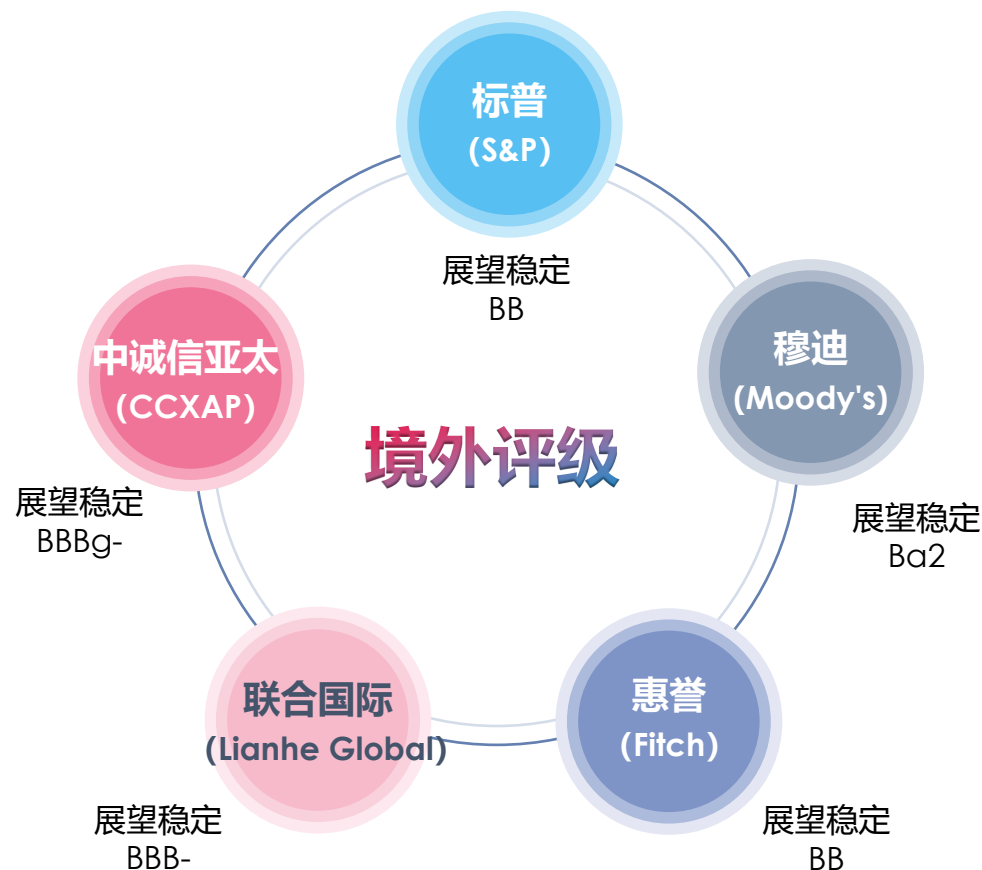 标普
(S&P)
展望稳定
BB
穆迪
(Moody's)
展望稳定
Ba2
惠誉
(Fitch)
展望稳定
BB
联合国际
(Lianhe Global)
展望稳定
BBB-
中诚信亚太
(CCXAP)
展望稳定
BBBg-
境外评级